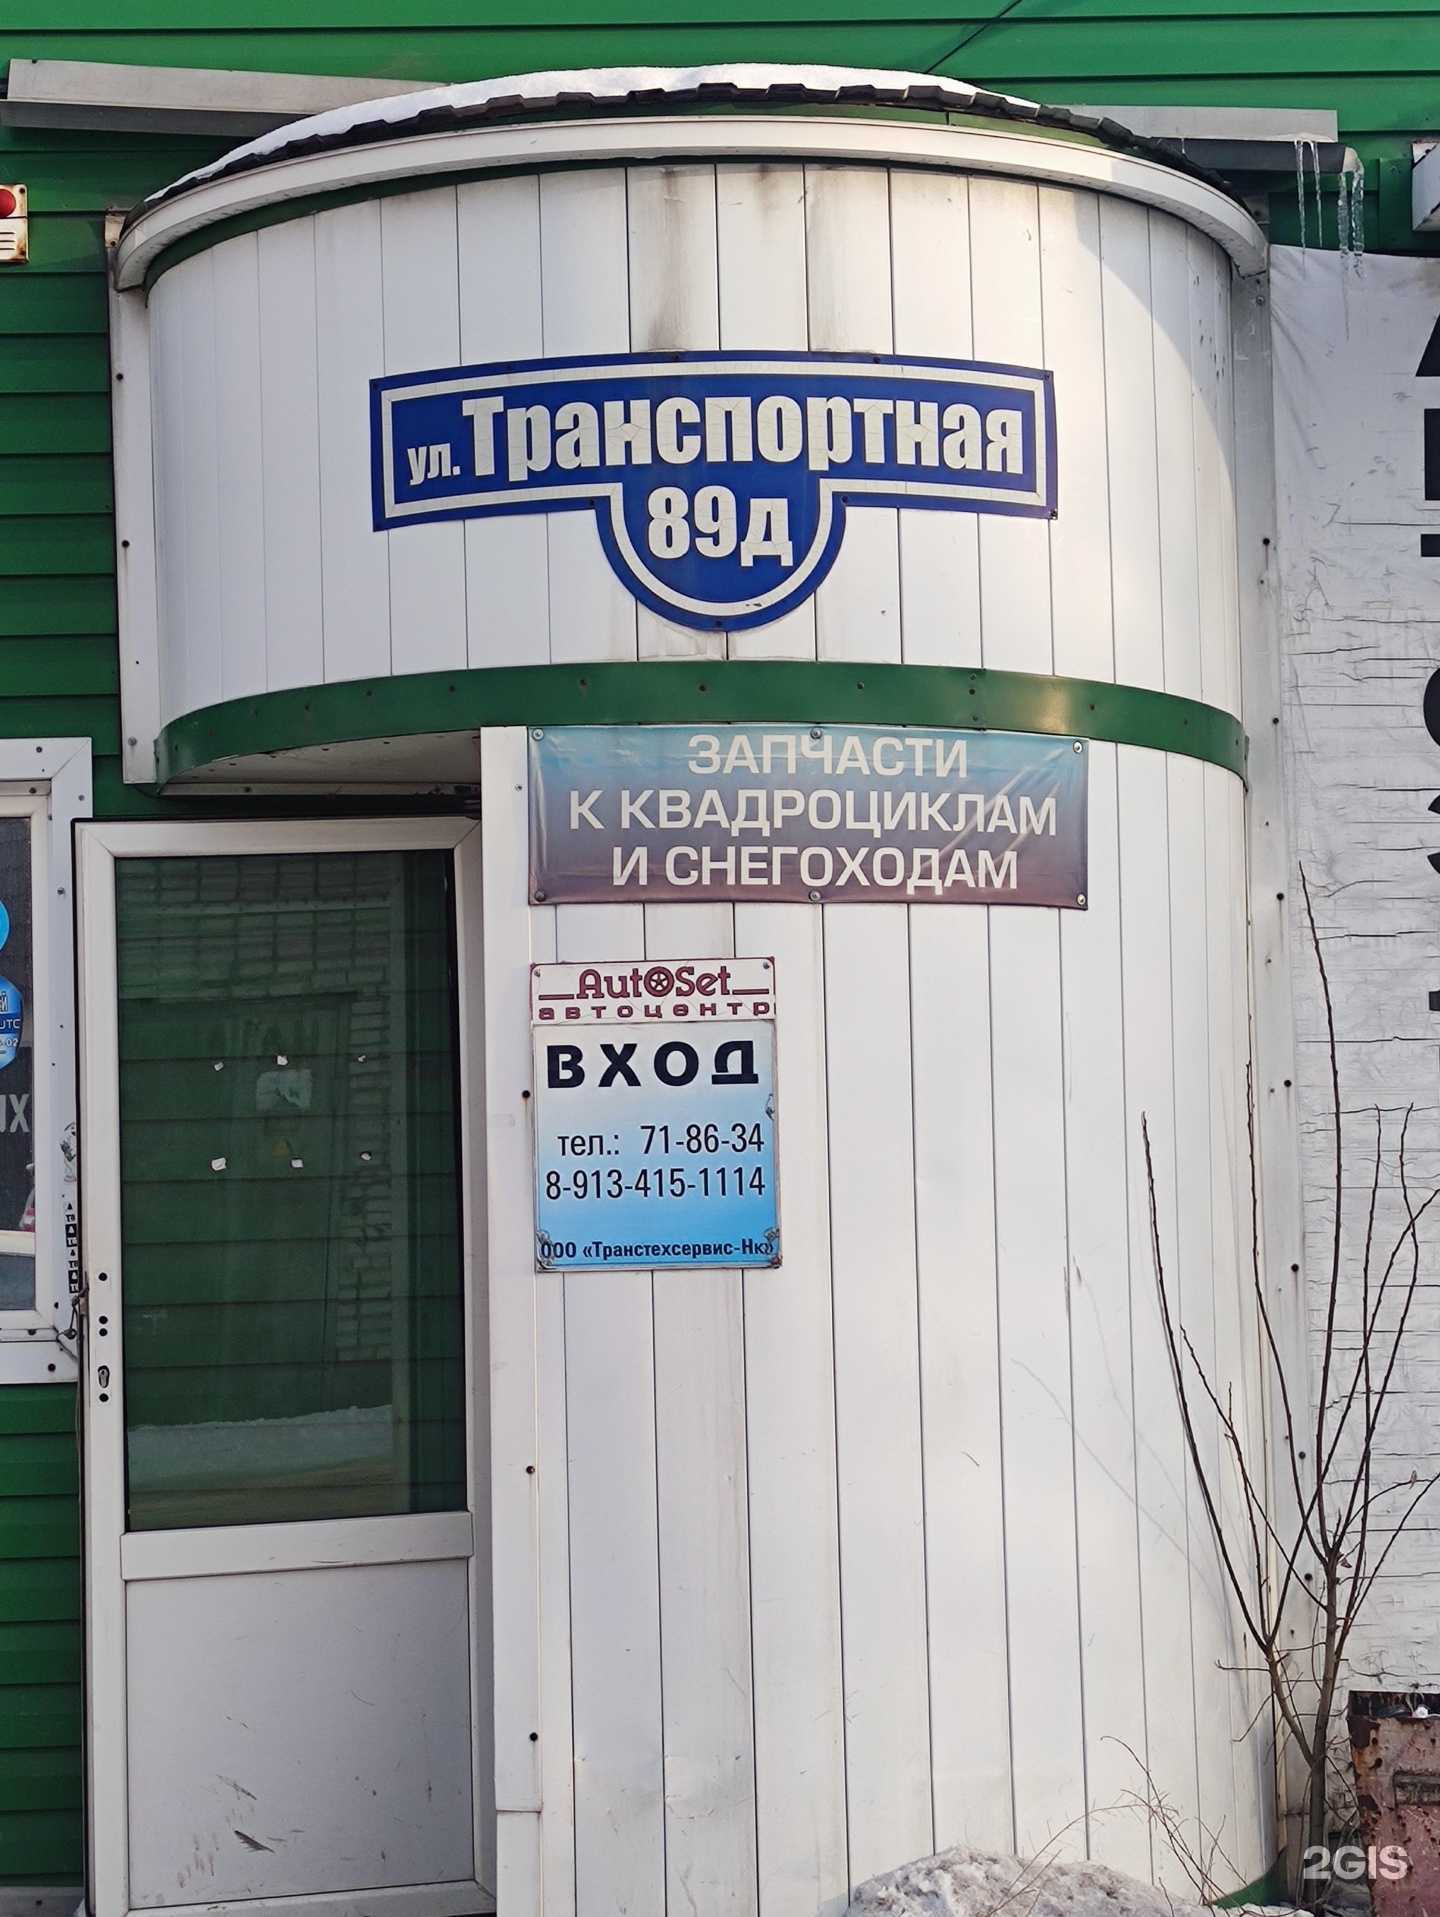 ул. Транспортная
89д
ЗАПЧАСТИ
К КВАДРОЦИКЛАМ
И СНЕГОХОДАМ
AutoSet
автоцентр
ВХОД
тел.: 71-86-34
8-913-415-1114
ООО «Транстехсервис-Нк»
2GIS